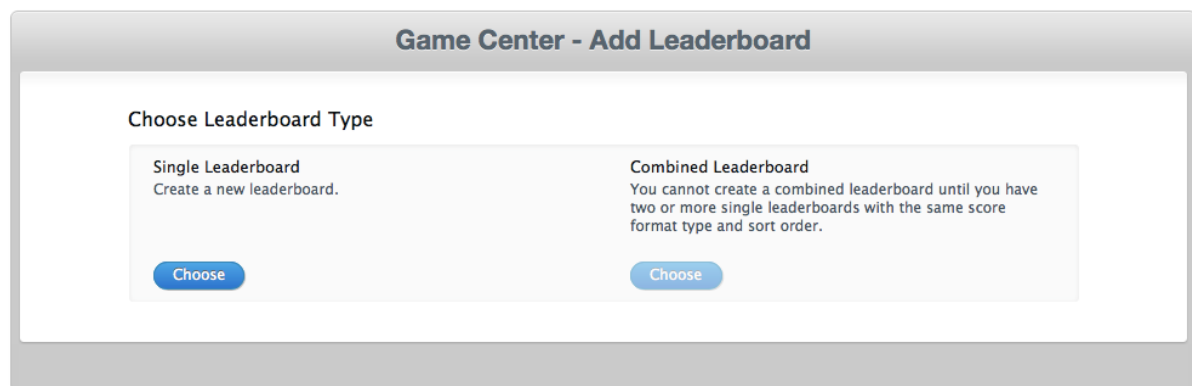 Game Center - Add Leaderboard
Choose Leaderboard Type
Single Leaderboard
Create a new leaderboard.
Choose
Combined Leaderboard
You cannot create a combined leaderboard until you have
two or more single leaderboards with the same score
format type and sort order.
Choose